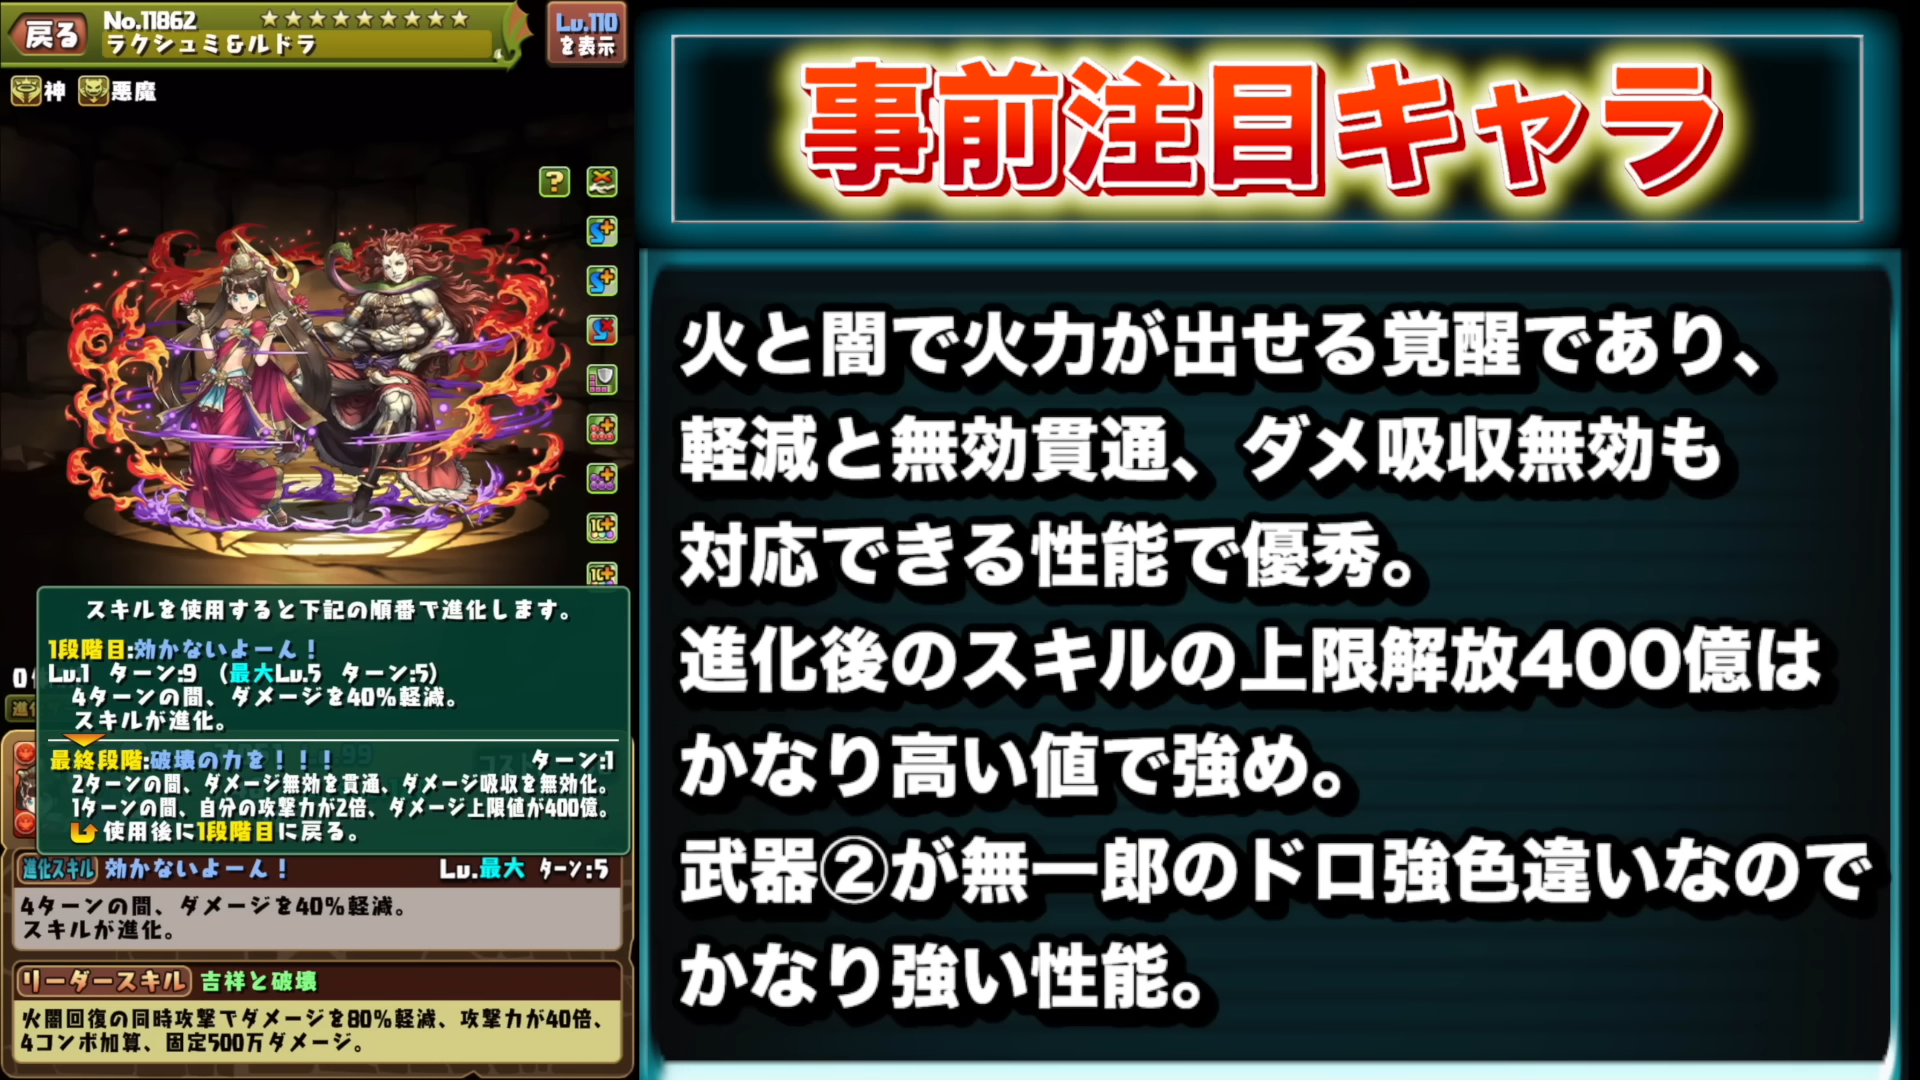 戻る
No.11862
★★★★★★★★★
ラクシュミ&ルドラ
Lv.110
を表示
神 悪魔
スキルを使用すると下記の順番で進化します。
1段階目:効かないよーん!
Lv.1 ターン:9 (最大Lv.5 ターン:5)
4ターンの間、ダメージを40%軽減。
スキルが進化。
最終段階:破壊の力を!!! ターン:1
2ターンの間、ダメージ無効を貫通、ダメージ吸収を無効化。
1ターンの間、自分の攻撃力が2倍、ダメージ上限値が400億。
使用後に1段階目に戻る。
進化スキル 効かないよーん! Lv.最大 ターン:5
4ターンの間、ダメージを40%軽減。
スキルが進化。
リーダースキル 吉祥と破壊
火闇回復の同時攻撃でダメージを80%軽減、攻撃力が40倍、
4コンボ加算、固定500万ダメージ。
事前注目キャラ
火と闇で火力が出せる覚醒であり、
軽減と無効貫通、ダメ吸収無効も
対応できる性能で優秀。
進化後のスキルの上限解放400億は
かなり高い値で強め。
武器②が無一郎のドロ強色違いなので
かなり強い性能。